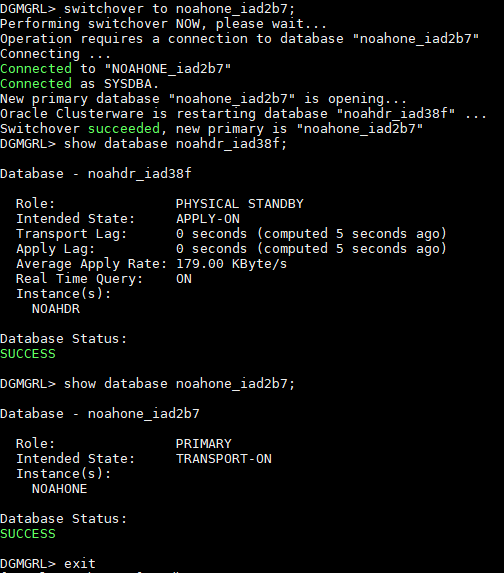 DGMGRL> switchover to noahone_iad2b7;
Performing switchover NOW, please wait...
Operation requires a connection to database "noahone_iad2b7"
Connecting ...
Connected to "NOAHONE_iad2b7"
Connected as SYSDBA.
New primary database "noahone_iad2b7" is opening...
Oracle Clusterware is restarting database "noahdr_iad38f" ...
Switchover succeeded, new primary is "noahone_iad2b7"
DGMGRL> show database noahdr_iad38f;
Database - noahdr_iad38f
Role: PHYSICAL STANDBY
Intended State: APPLY-ON
Transport Lag: 0 seconds (computed 5 seconds ago)
Apply Lag: 0 seconds (computed 5 seconds ago)
Average Apply Rate: 179.00 KByte/s
Real Time Query: ON
Instance(s):
NOAHDR
Database Status:
SUCCESS
DGMGRL> show database noahone_iad2b7;
Database - noahone_iad2b7
Role: PRIMARY
Intended State: TRANSPORT-ON
Instance(s):
NOAHONE
Database Status:
SUCCESS
DGMGRL> exit